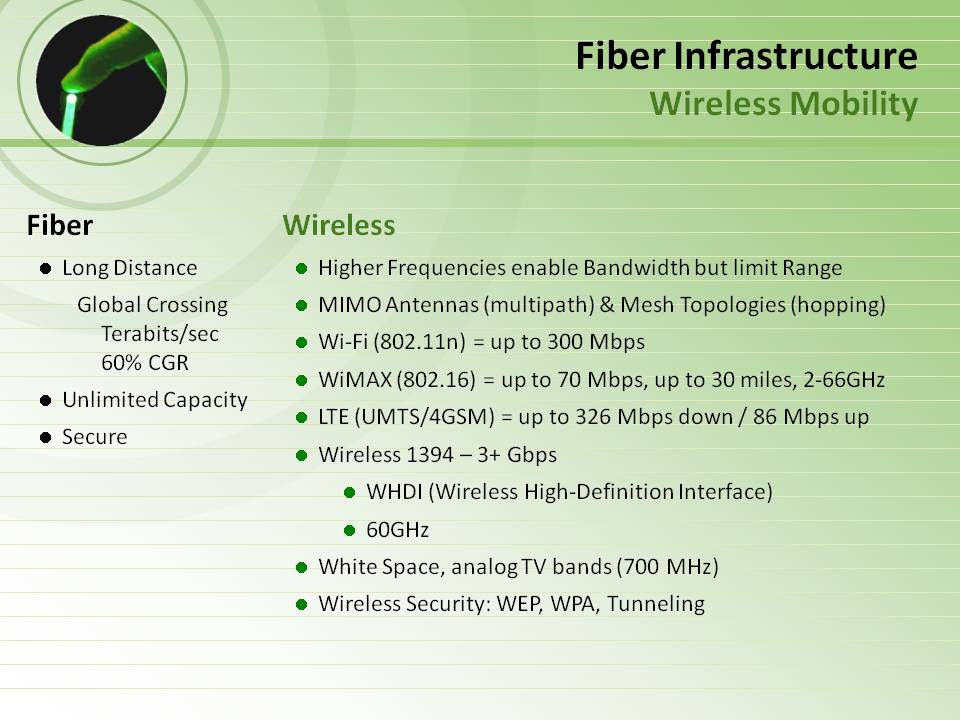 Fiber Infrastructure
Wireless Mobility
Fiber
● Long Distance
Global Crossing
Terabits/sec
60% CGR
● Unlimited Capacity
● Secure
Wireless
● Higher Frequencies enable Bandwidth but limit Range
● MIMO Antennas (multipath) & Mesh Topologies (hopping)
● Wi-Fi (802.11n) = up to 300 Mbps
● WiMAX (802.16) = up to 70 Mbps, up to 30 miles, 2-66GHz
● LTE (UMTS/4GSM) = up to 326 Mbps down / 86 Mbps up
● Wireless 1394 – 3+ Gbps
● WHDI (Wireless High-Definition Interface)
● 60GHz
● White Space, analog TV bands (700 MHz)
● Wireless Security: WEP, WPA, Tunneling